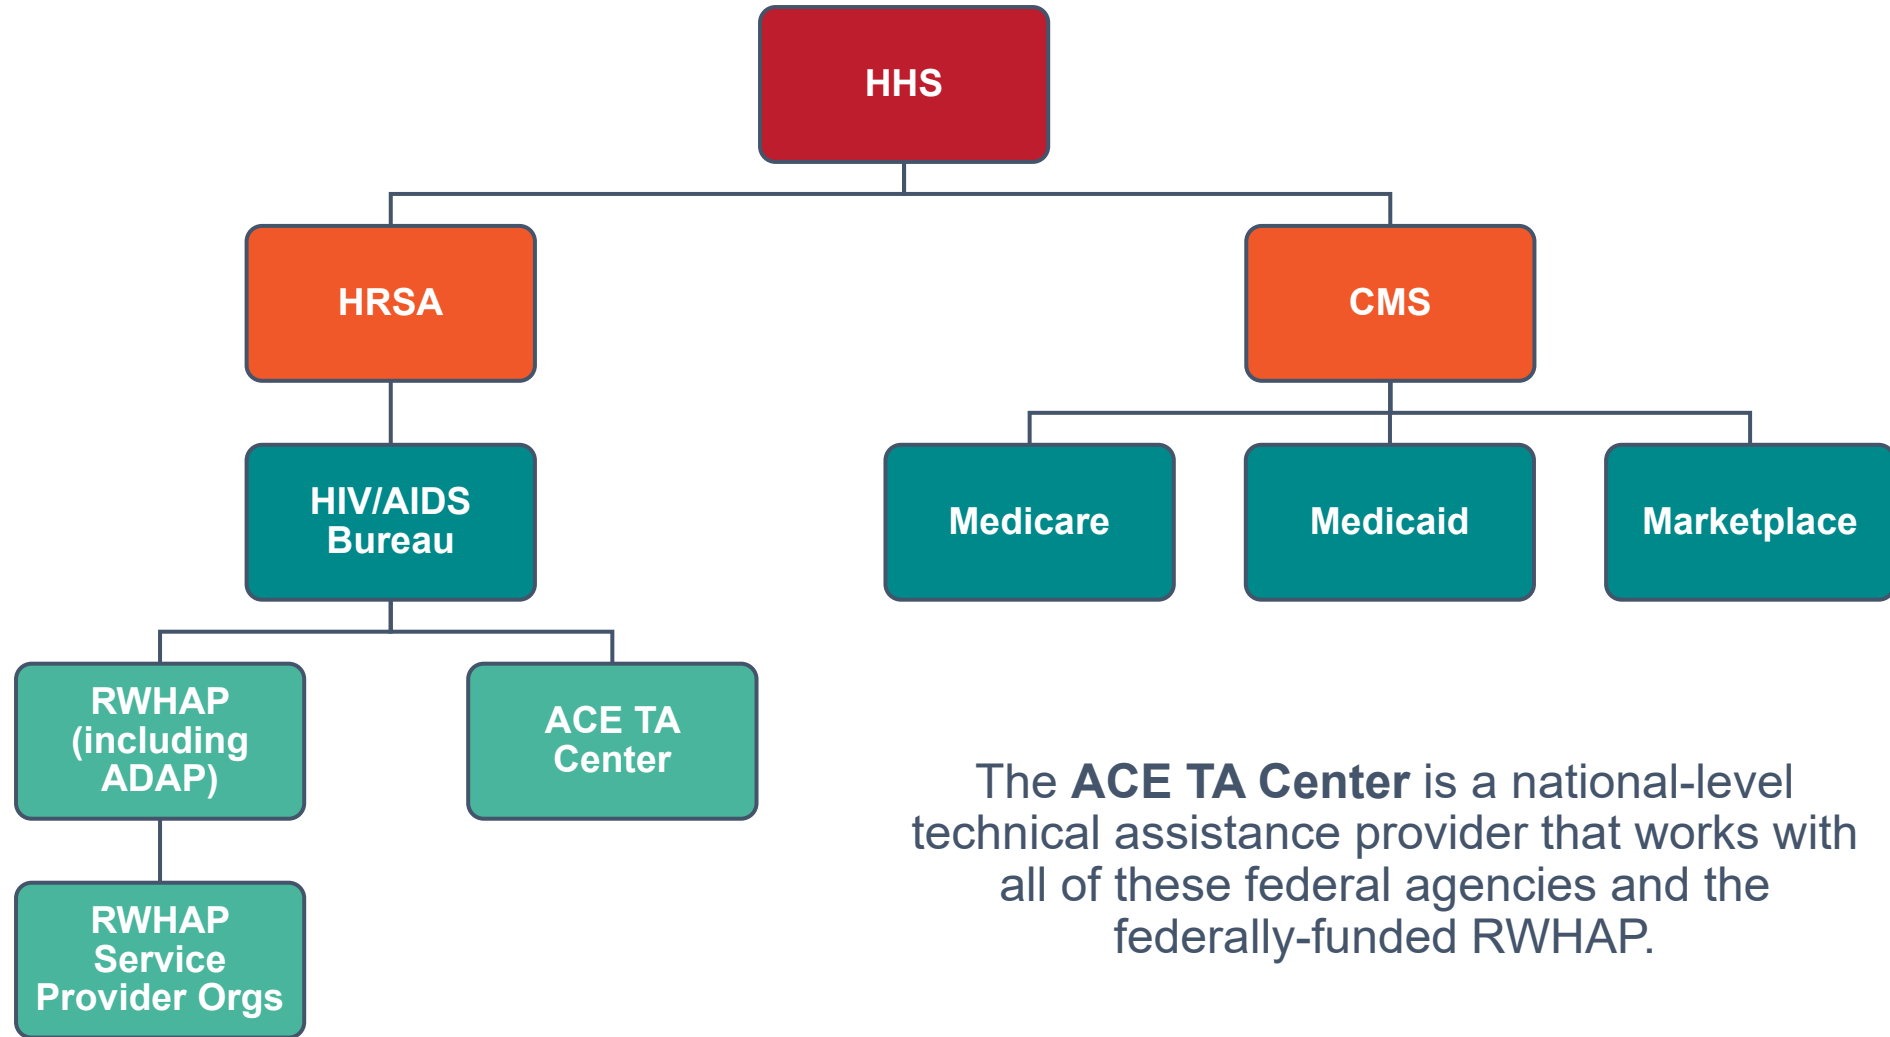 HHS
HRSA
CMS
HIV/AIDS
Bureau
Medicare
Medicaid
Marketplace
RWHAP
(including
ADAP)
ACE TA
Center
RWHAP
Service
Provider Orgs
The ACE TA Center is a national-level
technical assistance provider that works with
all of these federal agencies and the
federally-funded RWHAP.